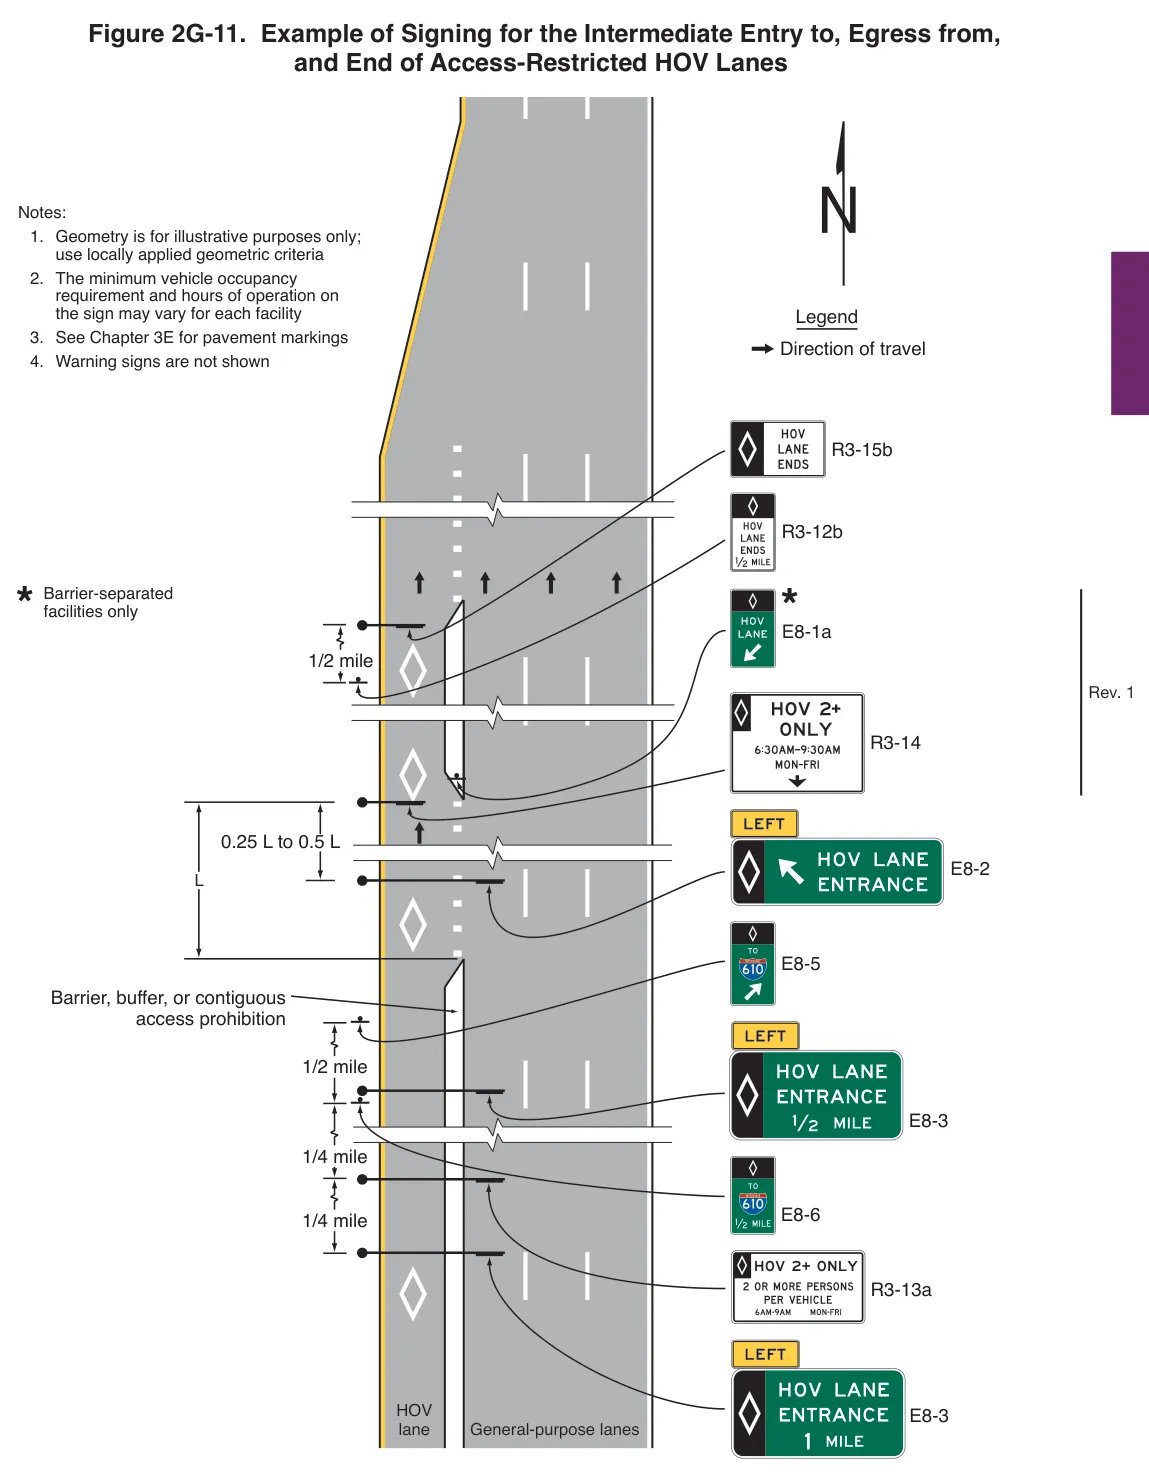 Figure 2G-11. Example of Signing for the Intermediate Entry to, Egress from,
and End of Access-Restricted HOV Lanes
Notes:
1. Geometry is for illustrative purposes only;
use locally applied geometric criteria
2. The minimum vehicle occupancy
requirement and hours of operation on
the sign may vary for each facility
3. See Chapter 3E for pavement markings
4. Warning signs are not shown
N
Legend
Direction of travel
HOV
LANE
ENDS
R3-15b
HOV
LANE
ENDS
1/2 MILE
R3-12b
* Barrier-separated
facilities only
*
HOV
LANE
E8-1a
1/2 mile
Rev. 1
HOV 2+
ONLY
6:30AM–9:30AM
MON–FRI
R3-14
0.25 L to 0.5 L
L
LEFT
HOV LANE
ENTRANCE
E8-2
TO
610
E8-5
Barrier, buffer, or contiguous
access prohibition
1/2 mile
LEFT
HOV LANE
ENTRANCE
1/2 MILE
E8-3
1/4 mile
TO
610
1/2 MILE
E8-6
1/4 mile
HOV 2+ ONLY
2 OR MORE PERSONS
PER VEHICLE
6AM-9AM MON-FRI
R3-13a
LEFT
HOV LANE
ENTRANCE
1 MILE
E8-3
HOV
lane
General-purpose lanes